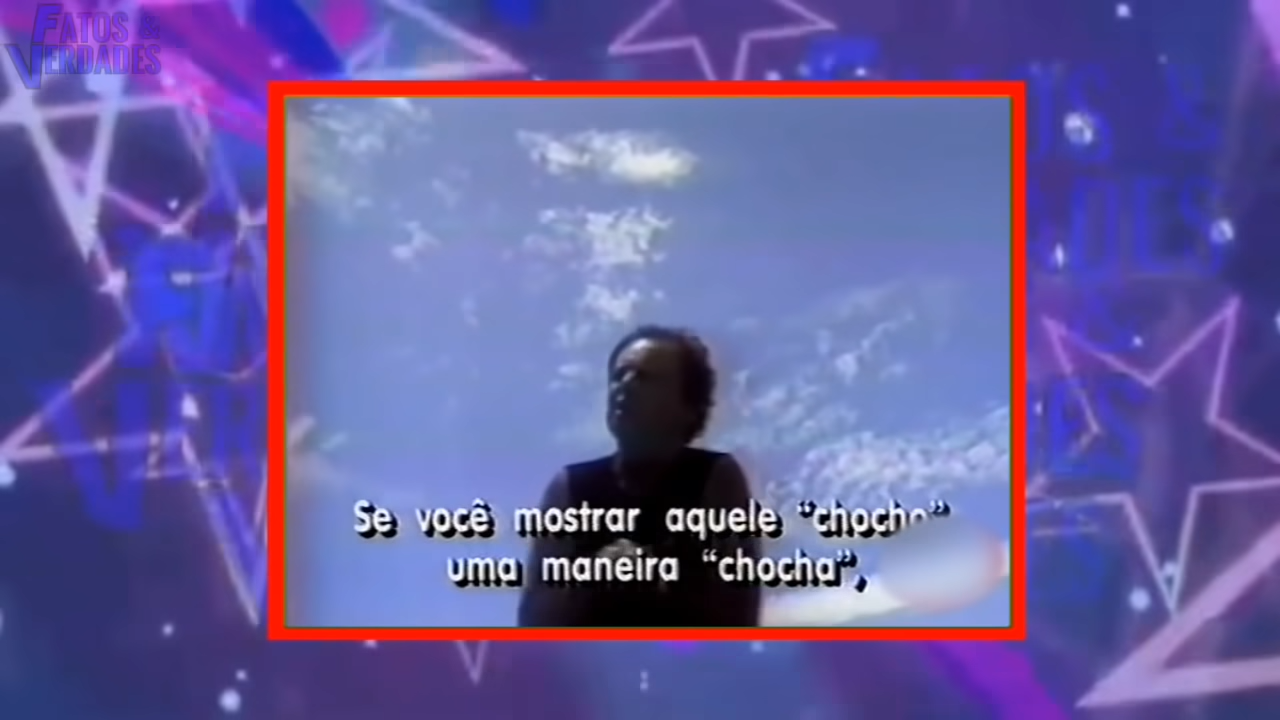 FATOS &
VERDADES
Se você mostrar aquele “chocho”
uma maneira “chocha”,